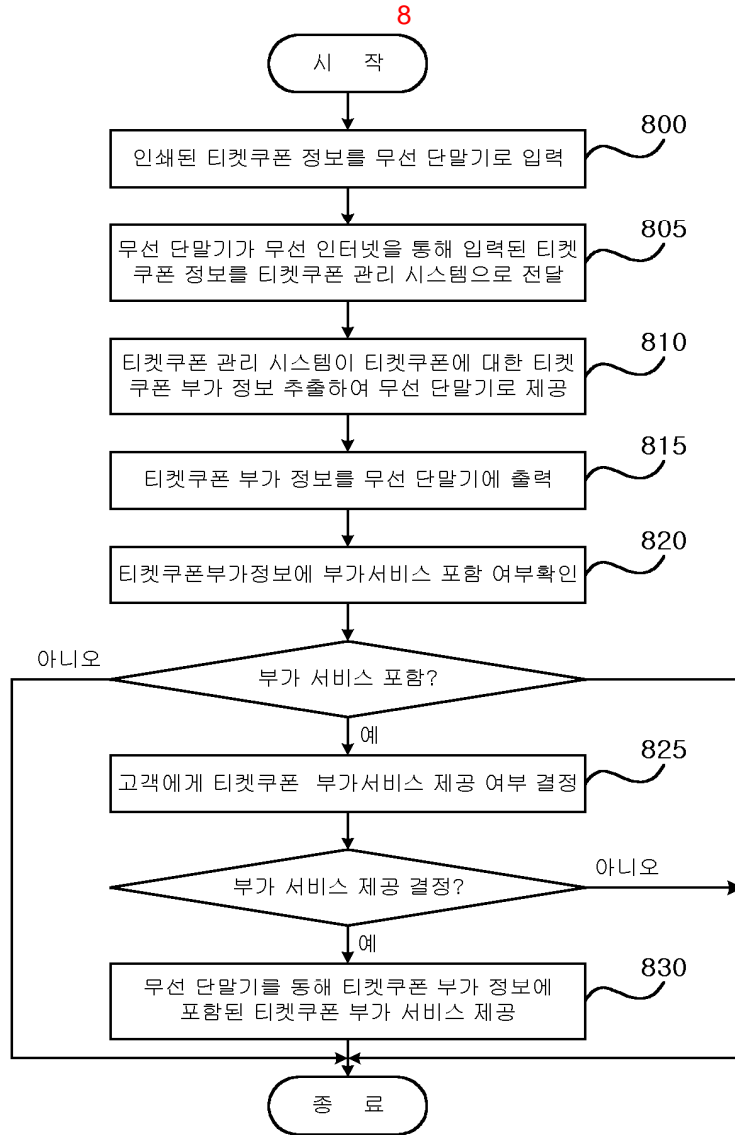 8
시 작
800
인쇄된 티켓쿠폰 정보를 무선 단말기로 입력
805
무선 단말기가 무선 인터넷을 통해 입력된 티켓
쿠폰 정보를 티켓쿠폰 관리 시스템으로 전달
810
티켓쿠폰 관리 시스템이 티켓쿠폰에 대한 티켓
쿠폰 부가 정보 추출하여 무선 단말기로 제공
815
티켓쿠폰 부가 정보를 무선 단말기에 출력
820
티켓쿠폰부가정보에 부가서비스 포함 여부확인
아니오
부가 서비스 포함?
예
825
고객에게 티켓쿠폰 부가서비스 제공 여부 결정
아니오
부가 서비스 제공 결정?
예
830
무선 단말기를 통해 티켓쿠폰 부가 정보에
포함된 티켓쿠폰 부가 서비스 제공
종 료